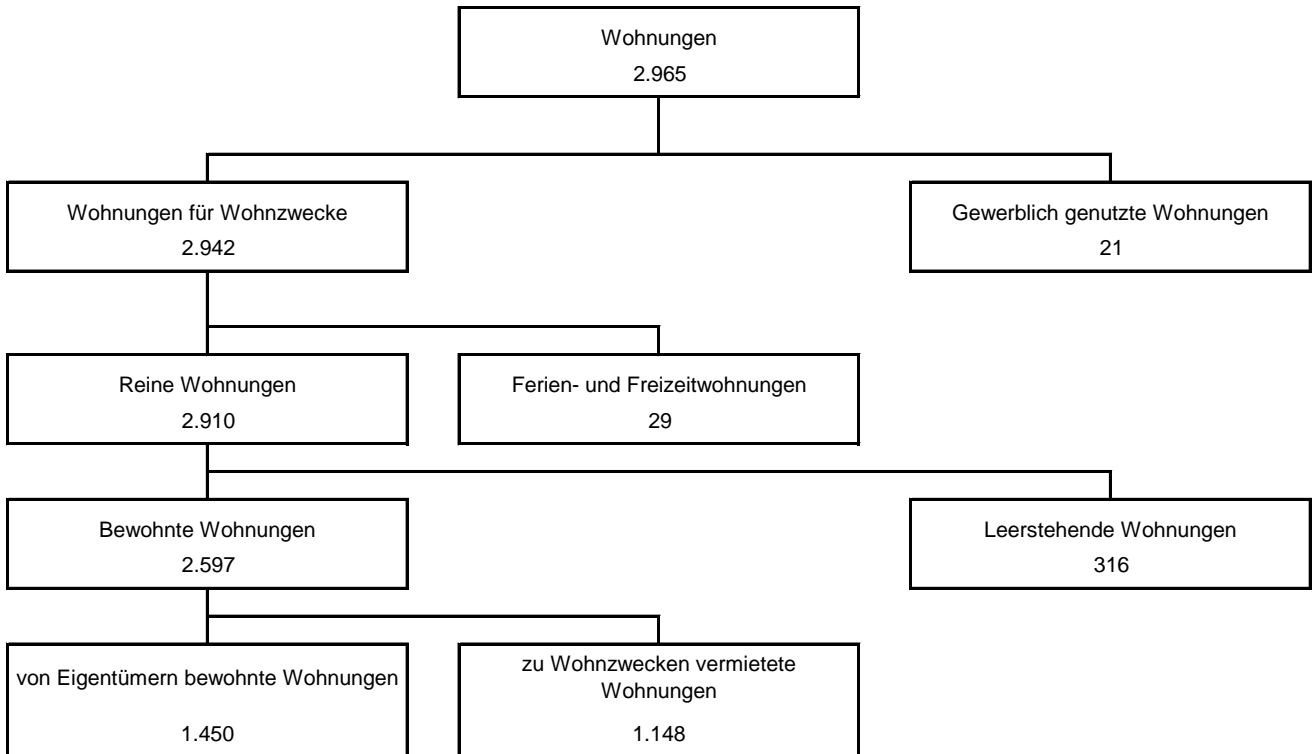 Wohnungen
2.965
Wohnungen für Wohnzwecke
2.942
Gewerblich genutzte Wohnungen
21
Reine Wohnungen
2.910
Ferien- und Freizeitwohnungen
29
Bewohnte Wohnungen
2.597
Leerstehende Wohnungen
316
von Eigentümern bewohnte Wohnungen
1.450
zu Wohnzwecken vermietete
Wohnungen
1.148